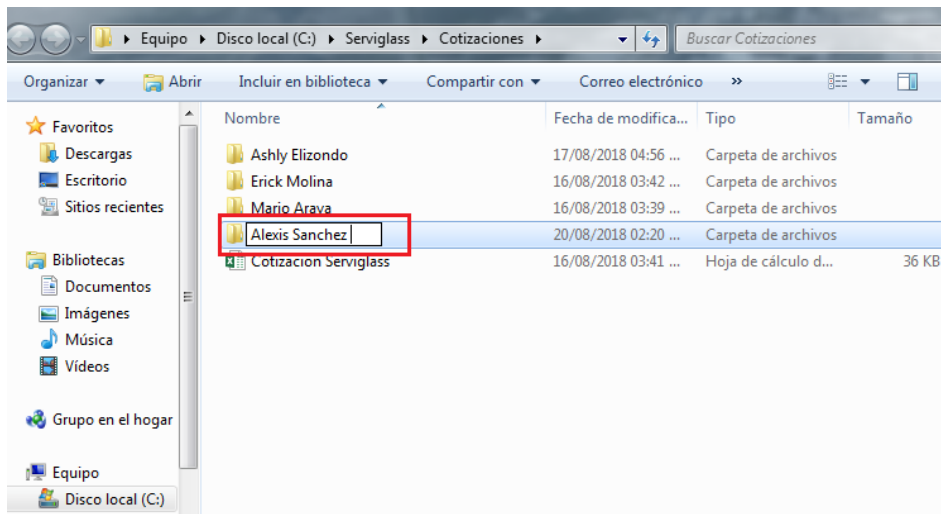 Equipo Disco local (C:) Serviglass Cotizaciones Buscar Cotizaciones
Organizar Abrir Incluir en biblioteca Compartir con Correo electrónico »
Favoritos
Descargas
Escritorio
Sitios recientes
Bibliotecas
Documentos
Imágenes
Música
Vídeos
Grupo en el hogar
Equipo
Disco local (C:)
Nombre Fecha de modifica... Tipo Tamaño
Ashly Elizondo 17/08/2018 04:56 ... Carpeta de archivos
Erick Molina 16/08/2018 03:42 ... Carpeta de archivos
Mario Araya 16/08/2018 03:39 ... Carpeta de archivos
Alexis Sanchez 20/08/2018 02:20 ... Carpeta de archivos
Cotizacion Serviglass 16/08/2018 03:41 ... Hoja de cálculo d... 36 KB